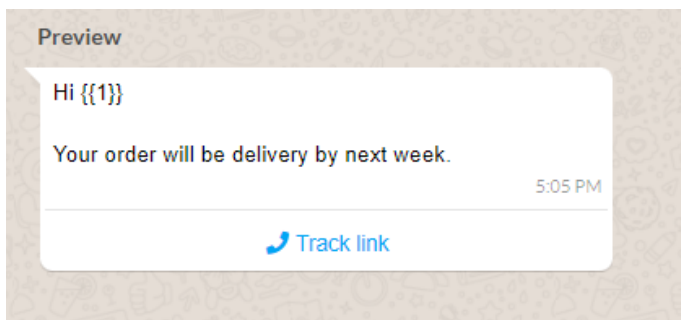 Preview
Hi {{1}}
Your order will be delivery by next week.
5:05 PM
Track link